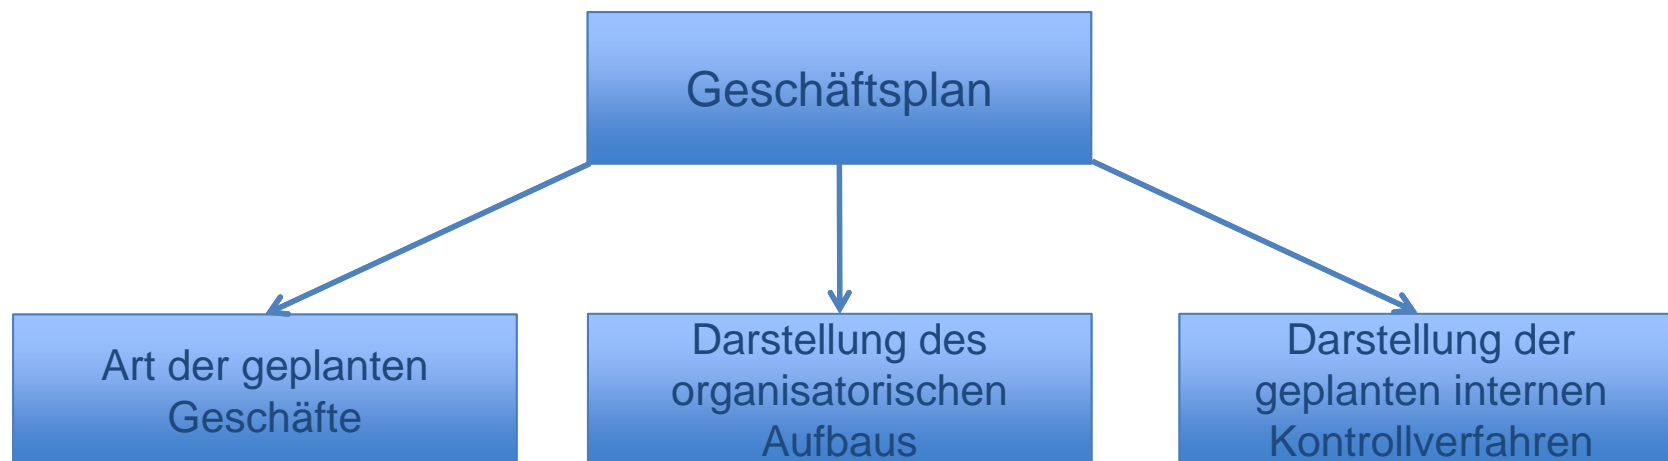 Geschäftsplan
Art der geplanten
Geschäfte
Darstellung des
organisatorischen
Aufbaus
Darstellung der
geplanten internen
Kontrollverfahren